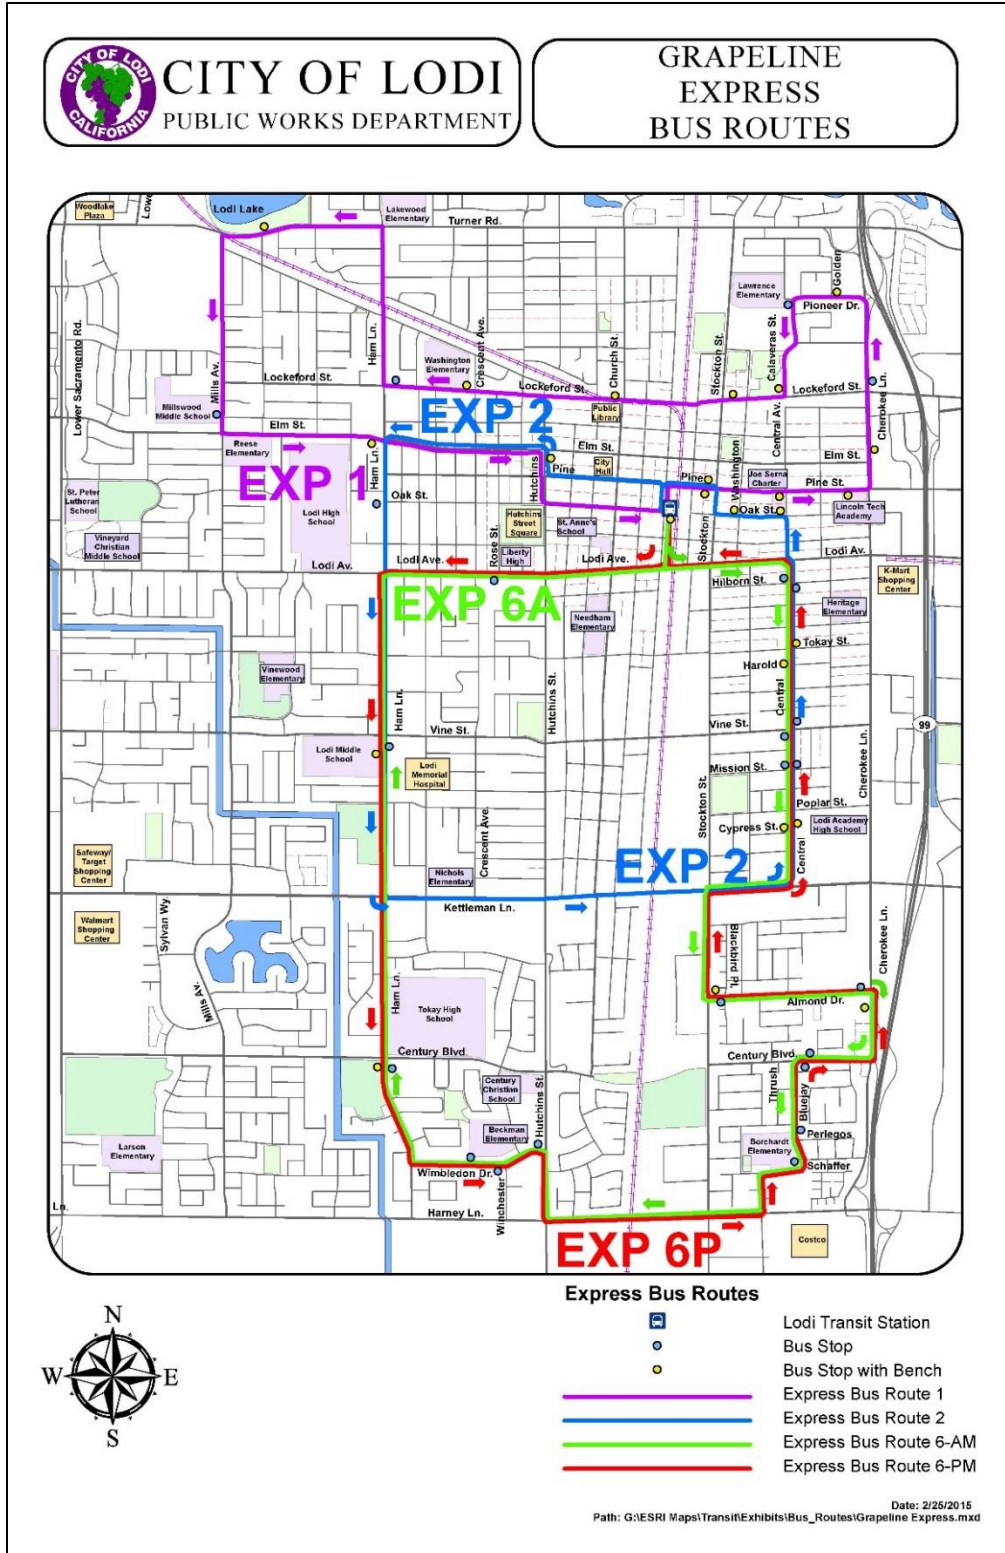 CITY OF LODI
CALIFORNIA
CITY OF LODI
PUBLIC WORKS DEPARTMENT
GRAPELINE
EXPRESS
BUS ROUTES
Woodlake
Plaza
Lodi Lake
Lakewood
Elementary
Turner Rd.
Golden
Lawrence
Elementary
Pioneer Dr.
Lower Sacramento Rd.
Mills Av.
Ham Ln.
Washington
Elementary
Crescent Ave.
Church St.
Stockton St.
Calaveras St.
Cherokee Ln.
Lockeford St.
Lockeford St.
Lockeford St.
Millswood
Middle School
Public
Library
EXP 2
Elm St.
Elm St.
Elm St.
Reese
Elementary
EXP 1
Ham Ln.
Hutchins
Pine
City
Hall
Pine
Washington
Central Av.
Joe Serna
Charter
Pine St.
St. Peter
Lutheran
School
Oak St.
Oak St.
Lodi High
School
Rose St.
Hutchins
Street
Square
St. Anne's
School
Stockton
Lincoln Tech
Academy
Vineyard
Christian
Middle School
Liberty
High
Lodi Av.
Lodi Ave.
Lodi Ave.
Lodi Av.
K-Mart
Shopping
Center
Hilborn St.
EXP 6A
Needham
Elementary
Heritage
Elementary
Tokay St.
Harold
Vinewood
Elementary
Ham Ln.
Hutchins St.
Central
Vine St.
Vine St.
99
Cherokee Ln.
Lodi Middle
School
Lodi
Memorial
Hospital
Mission St.
Stockton St.
Poplar St.
Cypress St.
Lodi Academy
High School
Crescent Ave.
Central
Safeway/
Target
Shopping
Center
Nichols
Elementary
EXP 2
Kettleman Ln.
Walmart
Shopping
Center
Sylvan Wy.
Mills Av.
Blackbird Pl.
Cherokee Ln.
Ham Ln.
Tokay High
School
Almond Dr.
Century Blvd.
Century Blvd.
Thrush
Bluejay
Century
Christian
School
Hutchins St.
Beckman
Elementary
Perlegos
Larson
Elementary
Borchardt
Elementary
Schaffer
Wimbledon Dr.
Winchester
Ln.
Harney Ln.
EXP 6P
Costco
Express Bus Routes
N
W
E
S
Lodi Transit Station
Bus Stop
Bus Stop with Bench
Express Bus Route 1
Express Bus Route 2
Express Bus Route 6-AM
Express Bus Route 6-PM
Date: 2/25/2015
Path: G:\ESRI Maps\Transit\Exhibits\Bus_Routes\Grapeline Express.mxd